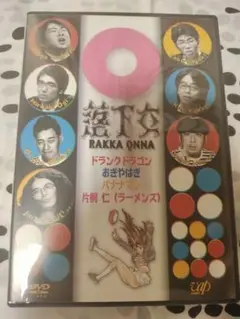 落下女
RAKKA ONNA
ドランクドラゴン
おぎやはぎ
バナナマン
片桐 仁(ラーメンズ)
DVD
vap